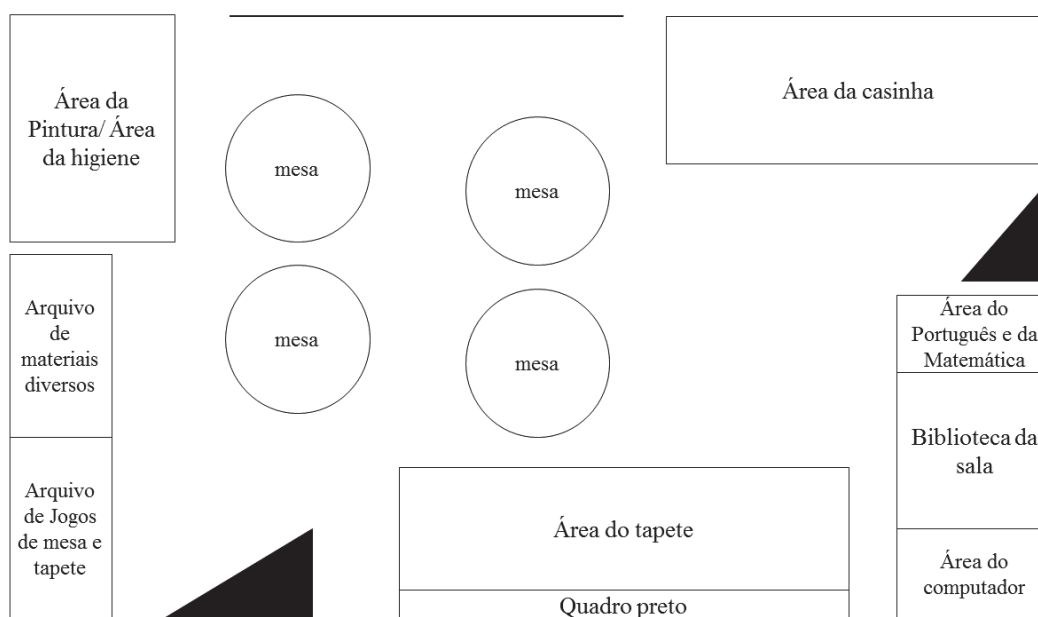 Área da
Pintura/ Área
da higiene
Área da casinha
mesa
mesa
mesa
mesa
Arquivo
de
materiais
diversos
Arquivo
de Jogos
de mesa e
tapete
Área do
Português e da
Matemática
Biblioteca da
sala
Área do
computador
Área do tapete
Quadro preto